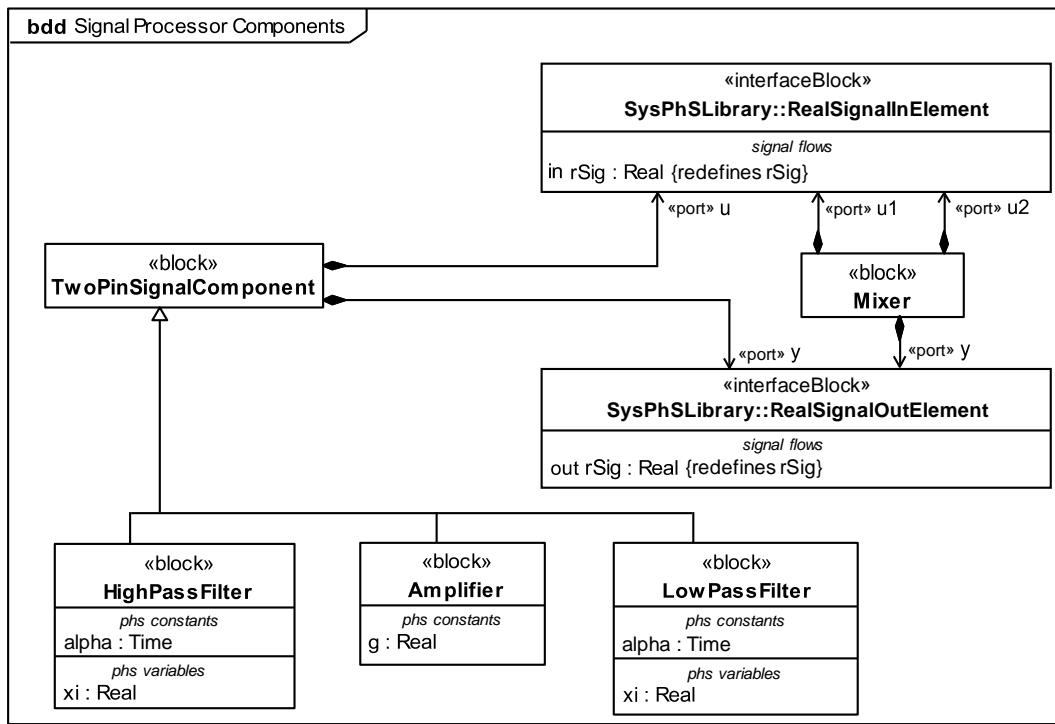 bdd Signal Processor Components
«interfaceBlock»
SysPhSLibrary::RealSignalInElement
signal flows
in rSig : Real {redefines rSig}
«port» u
«port» u1
«port» u2
«block»
TwoPinSignalComponent
«block»
Mixer
«port» y
«port» y
«interfaceBlock»
SysPhSLibrary::RealSignalOutElement
signal flows
out rSig : Real {redefines rSig}
«block»
HighPassFilter
phs constants
alpha : Time
phs variables
xi : Real
«block»
Amplifier
phs constants
g : Real
«block»
LowPassFilter
phs constants
alpha : Time
phs variables
xi : Real